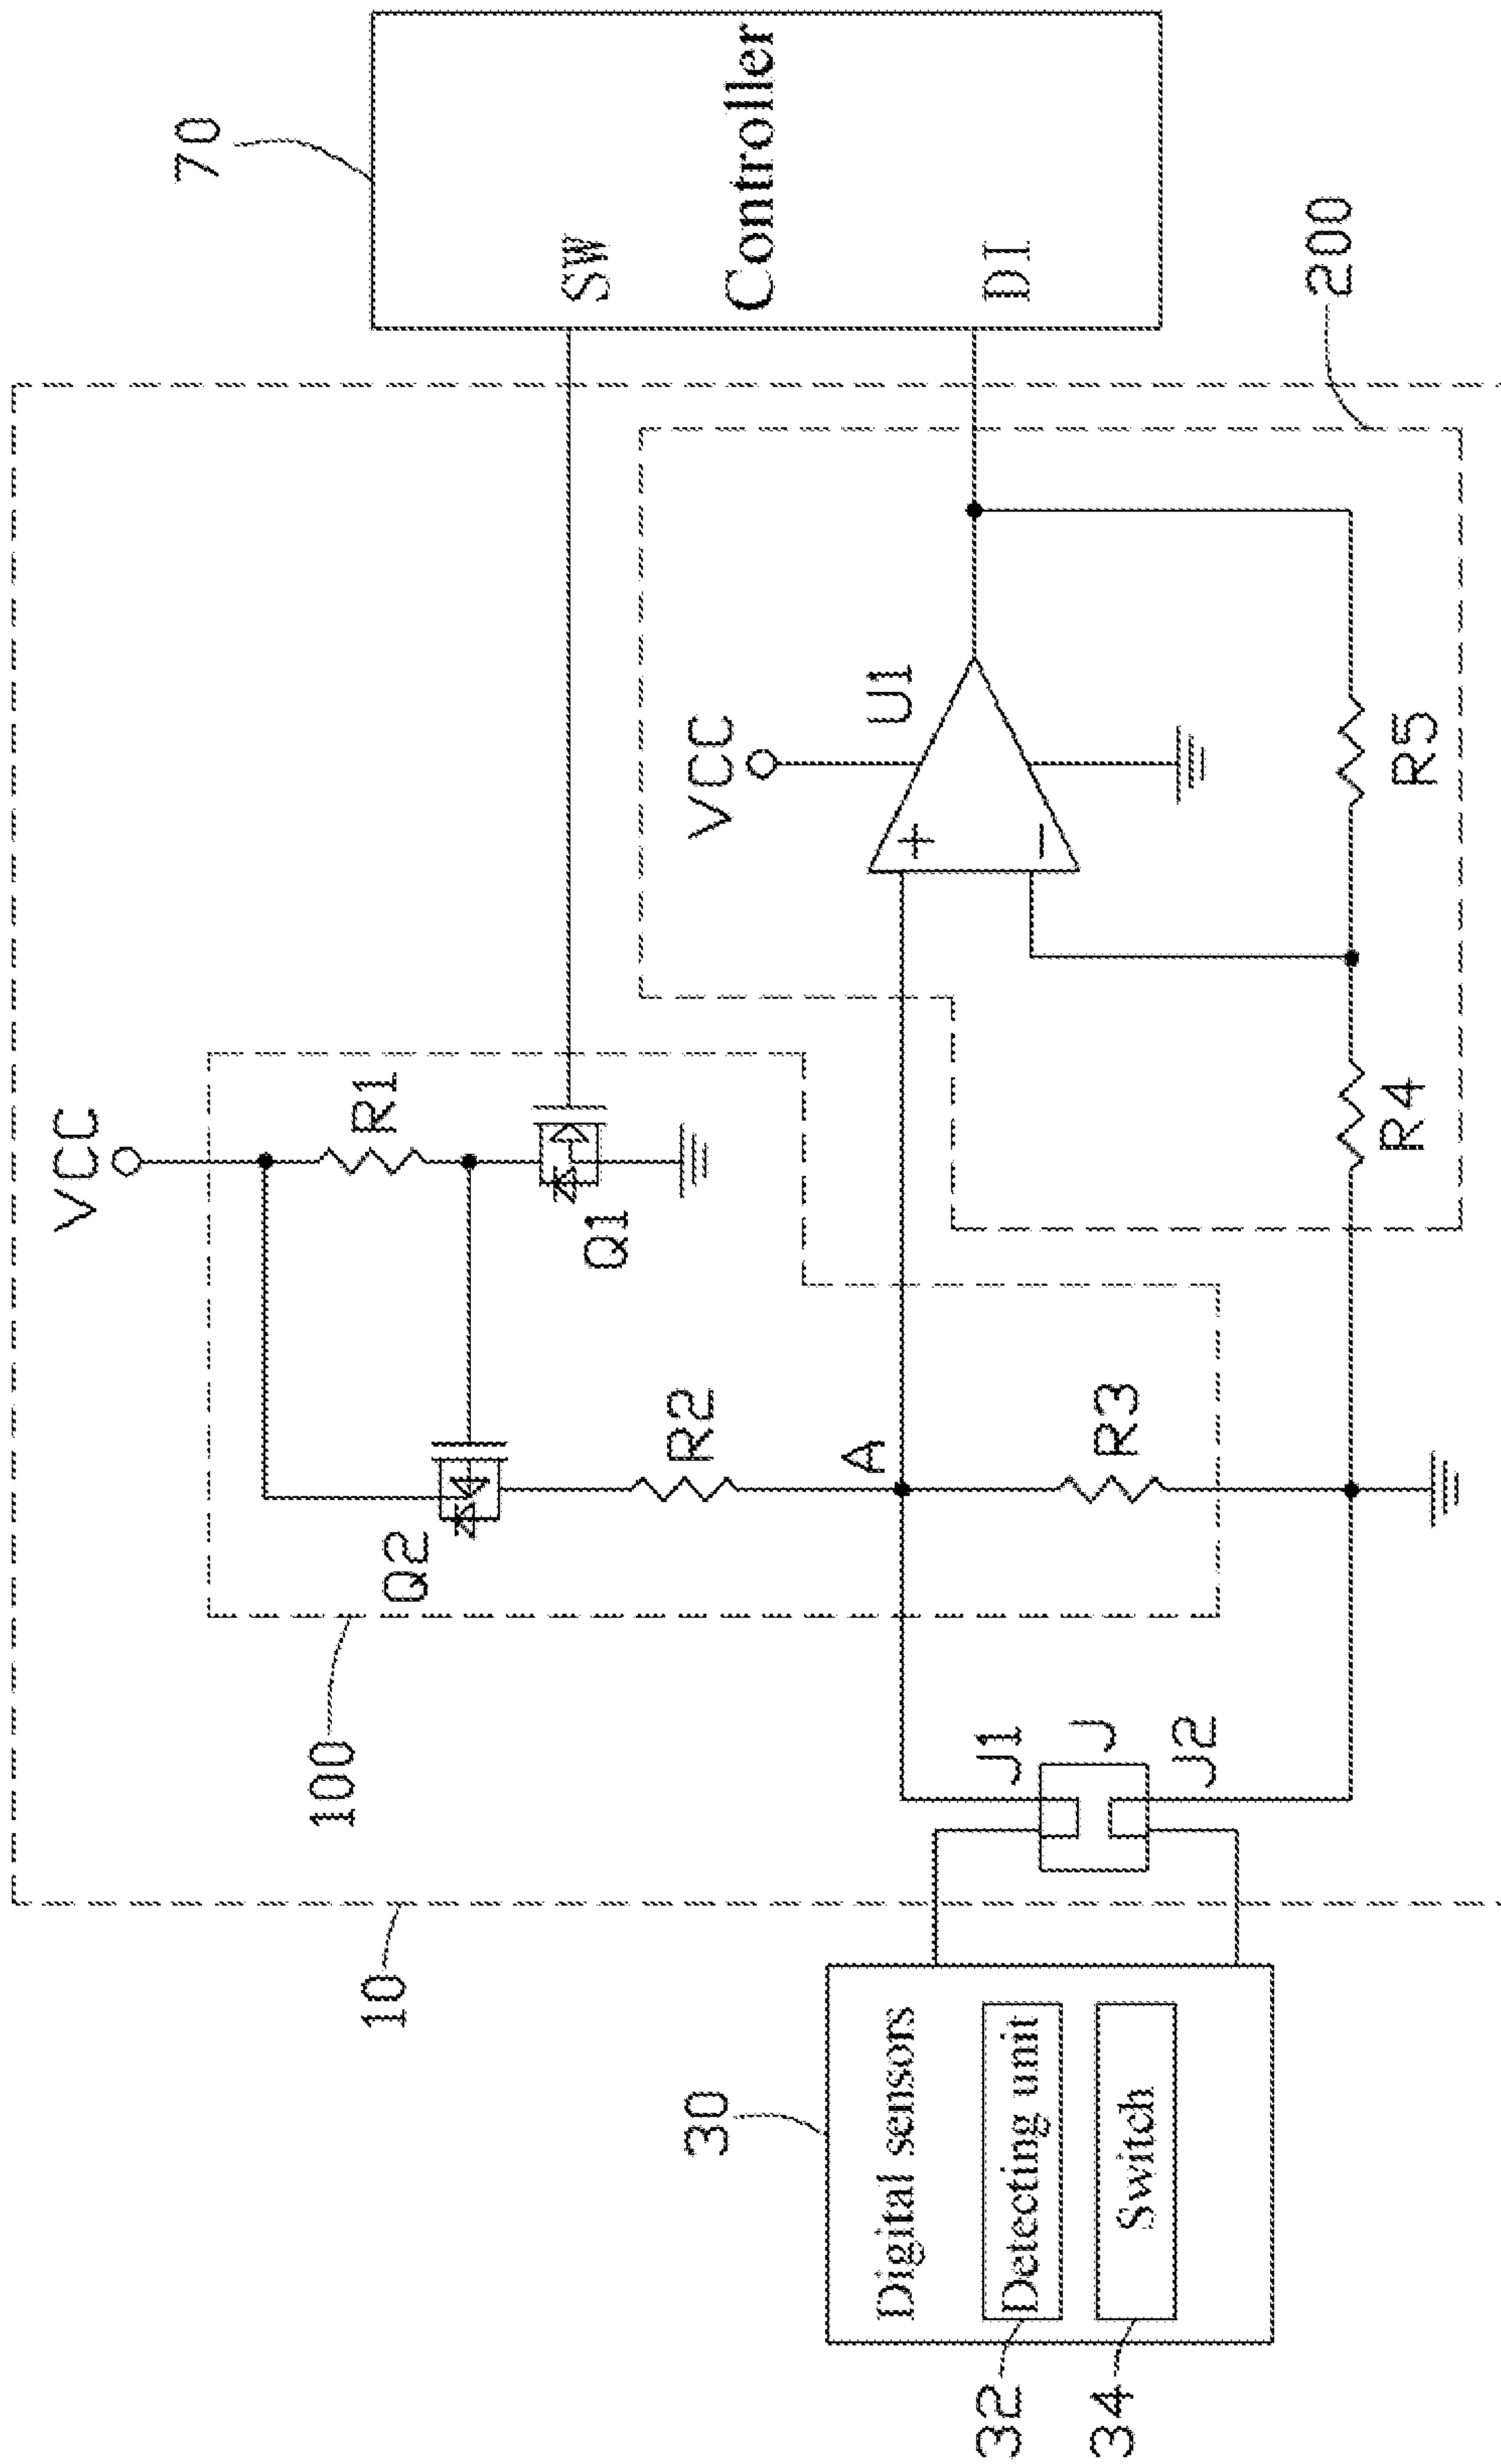 VCC
70
100
R1
Q2
Q1
SW
10
R2
VCC
Controller
30
A
U1
Digital sensors
J1
+
DI
32
Detecting unit
J
−
34
Switch
J2
R3
200
R4
R5